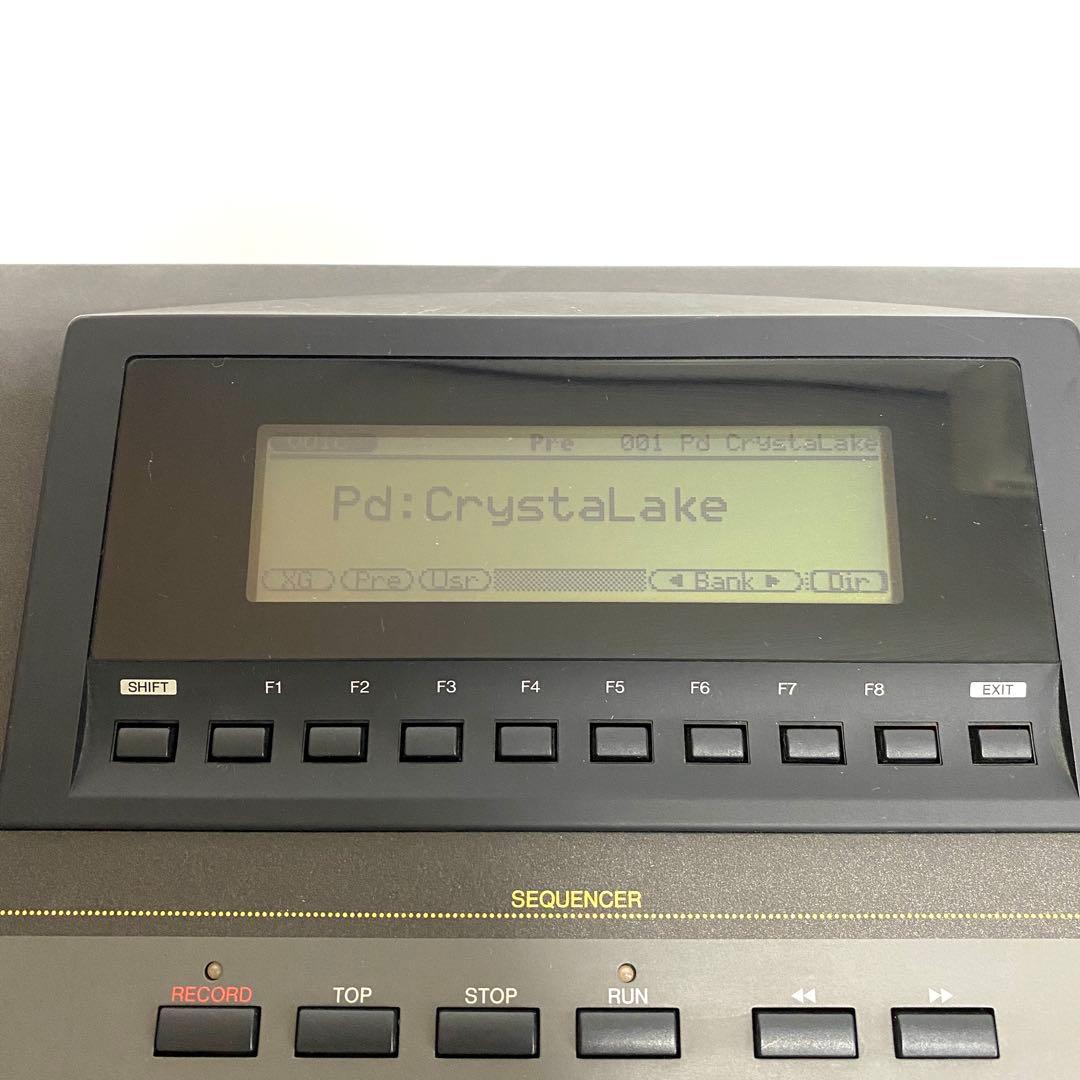 Pre 001 Pd CrystaLake
Pd:CrystaLake
XG Pre Usr ◀ Bank ▶ Dir
SHIFT F1 F2 F3 F4 F5 F6 F7 F8 EXIT
SEQUENCER
RECORD TOP STOP RUN ◀◀ ▶▶